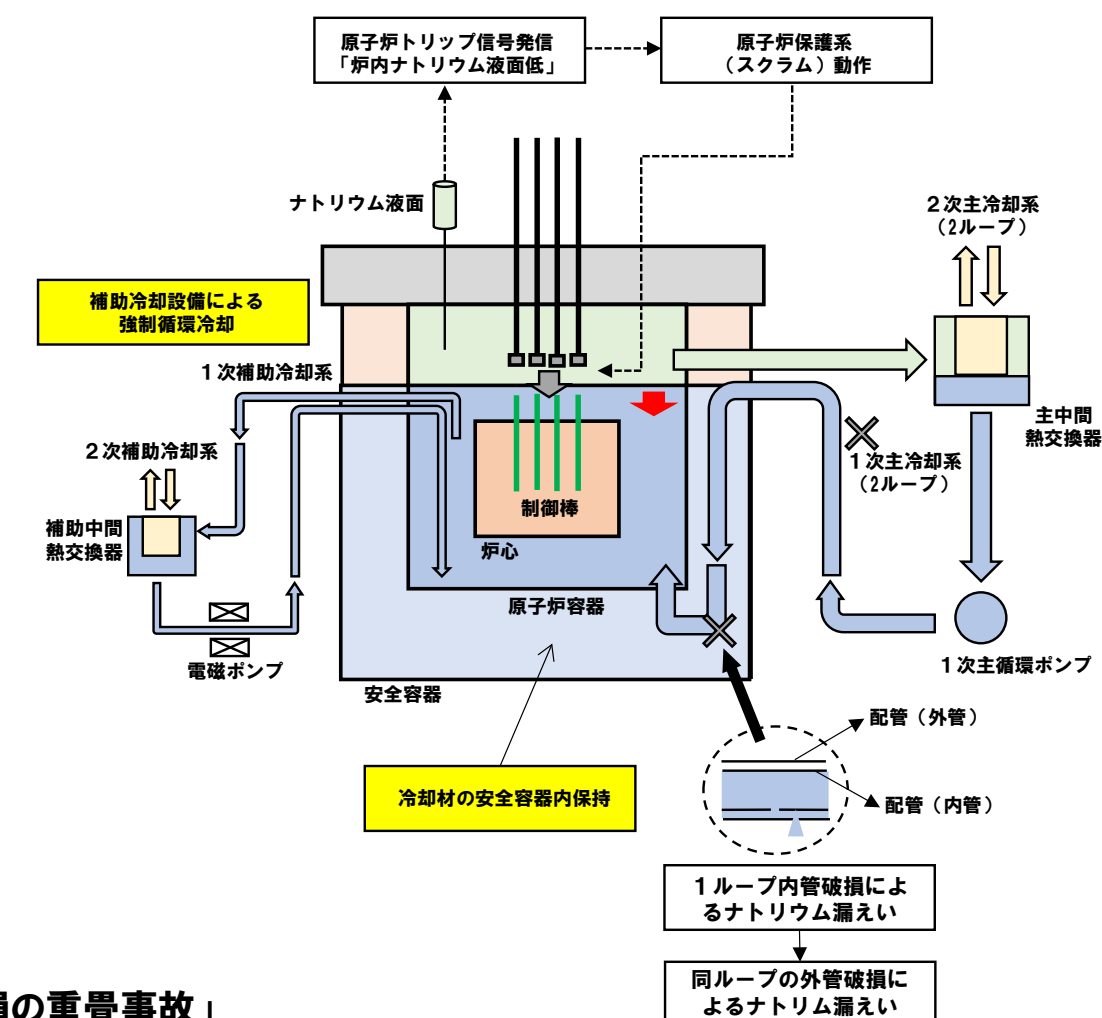 原子炉トリップ信号発信
「炉内ナトリウム液面低」
原子炉保護系
(スクラム)動作
ナトリウム液面
2次主冷却系
(2ループ)
補助冷却設備による
強制循環冷却
1次補助冷却系
主中間
熱交換器
2次補助冷却系
1次主冷却系
(2ループ)
制御棒
補助中間
熱交換器
炉心
原子炉容器
電磁ポンプ
1次主循環ポンプ
安全容器
配管(外管)
冷却材の安全容器内保持
配管(内管)
1ループ内管破損によ
るナトリウム漏えい
同ループの外管破損に
よるナトリム漏えい
損の重畳事故」